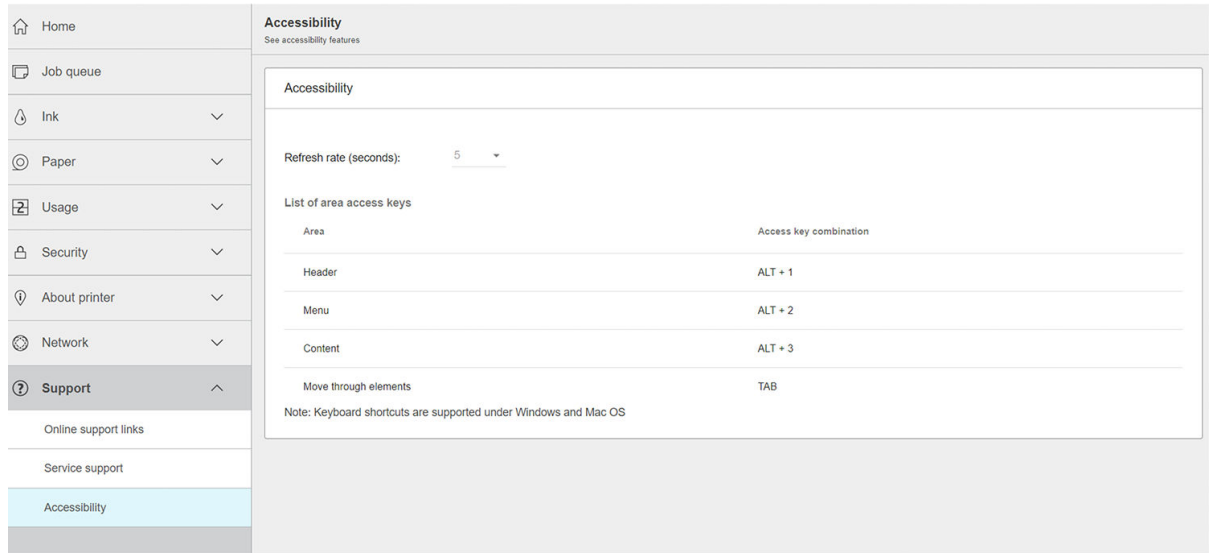 Home
Job queue
Ink
Paper
Usage
Security
About printer
Network
Support
Online support links
Service support
Accessibility
Accessibility
See accessibility features
Accessibility
Refresh rate (seconds): 5
List of area access keys
Area Access key combination
Header ALT + 1
Menu ALT + 2
Content ALT + 3
Move through elements TAB
Note: Keyboard shortcuts are supported under Windows and Mac OS